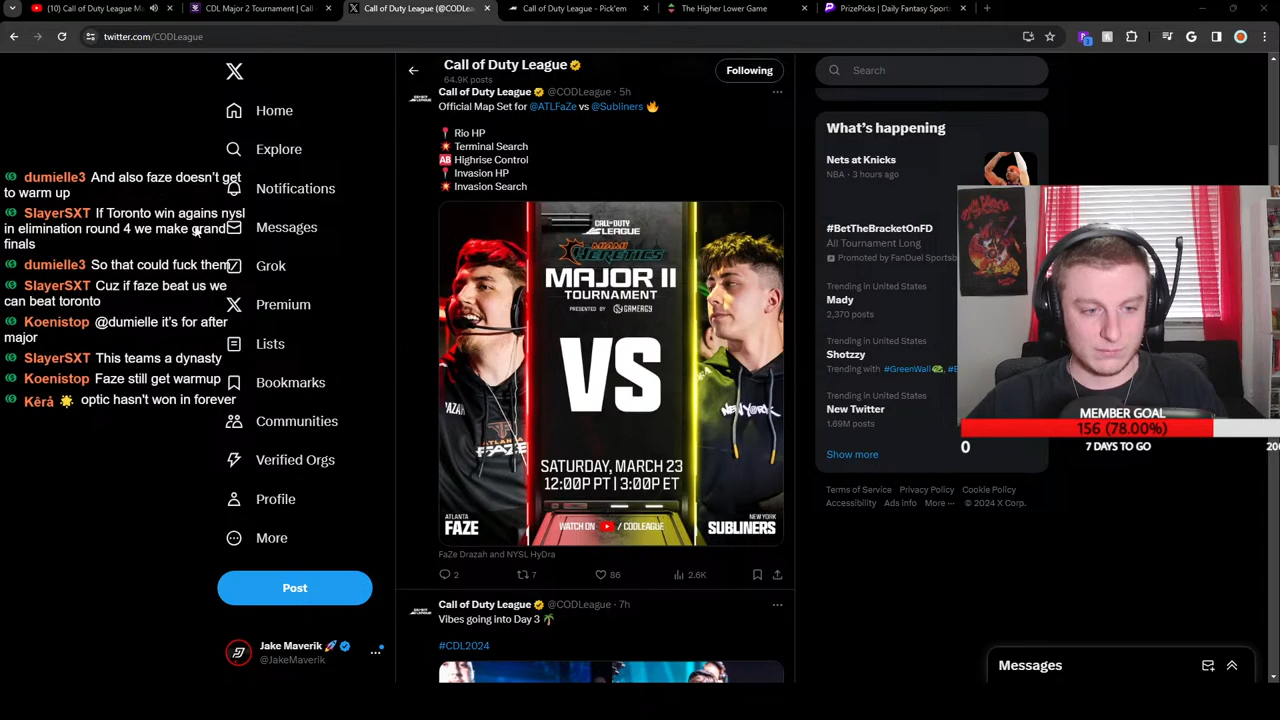 (10) Call of Duty League Ma
CDL Major 2 Tournament | Call
Call of Duty League (@CODLea
Call of Duty League - Pick'em
The Higher Lower Game
PrizePicks | Daily Fantasy Sport
twitter.com/CODLeague
Home
Explore
Notifications
Messages
Grok
Premium
Lists
Bookmarks
Communities
Verified Orgs
Profile
More
Post
Jake Maverik 🚀
@JakeMaverik
dumielle3 And also faze doesn't get
to warm up
SlayerSXT If Toronto win agains nysl
in elimination round 4 we make grand
finals
dumielle3 So that could fuck them
SlayerSXT Cuz if faze beat us we
can beat toronto
Koenistop @dumielle it's for after
major
SlayerSXT This teams a dynasty
Koenistop Faze still get warmup
Kêrå 🌟 optic hasn't won in forever
Call of Duty League
64.9K posts
Following
Call of Duty League @CODLeague · 5h
Official Map Set for @ATLFaZe vs @Subliners 🔥
📍 Rio HP
💥 Terminal Search
🆎 Highrise Control
📍 Invasion HP
💥 Invasion Search
CALL OF DUTY
LEAGUE
MIAMI
HERETICS
MAJOR II
TOURNAMENT
PRESENTED BY GAMERGY
VS
SATURDAY, MARCH 23
12:00P PT | 3:00P ET
WATCH ON /CODLEAGUE
ATLANTA
FAZE
NEW YORK
SUBLINERS
FaZe Drazah and NYSL HyDra
2
7
86
2.6K
Call of Duty League @CODLeague · 7h
Vibes going into Day 3 🌴
#CDL2024
Search
What's happening
Nets at Knicks
NBA · 3 hours ago
#BetTheBracketOnFD
All Tournament Long
Promoted by FanDuel Sportsb
Trending in United States
Mady
2,370 posts
Trending in United States
Shotzzy
Trending with #GreenWall
Trending in United States
New Twitter
1.69M posts
Show more
Terms of Service Privacy Policy Cookie Policy
Accessibility Ads info More ··· © 2024 X Corp.
MEMBER GOAL
156 (78.00%)
0
200
7 DAYS TO GO
Messages